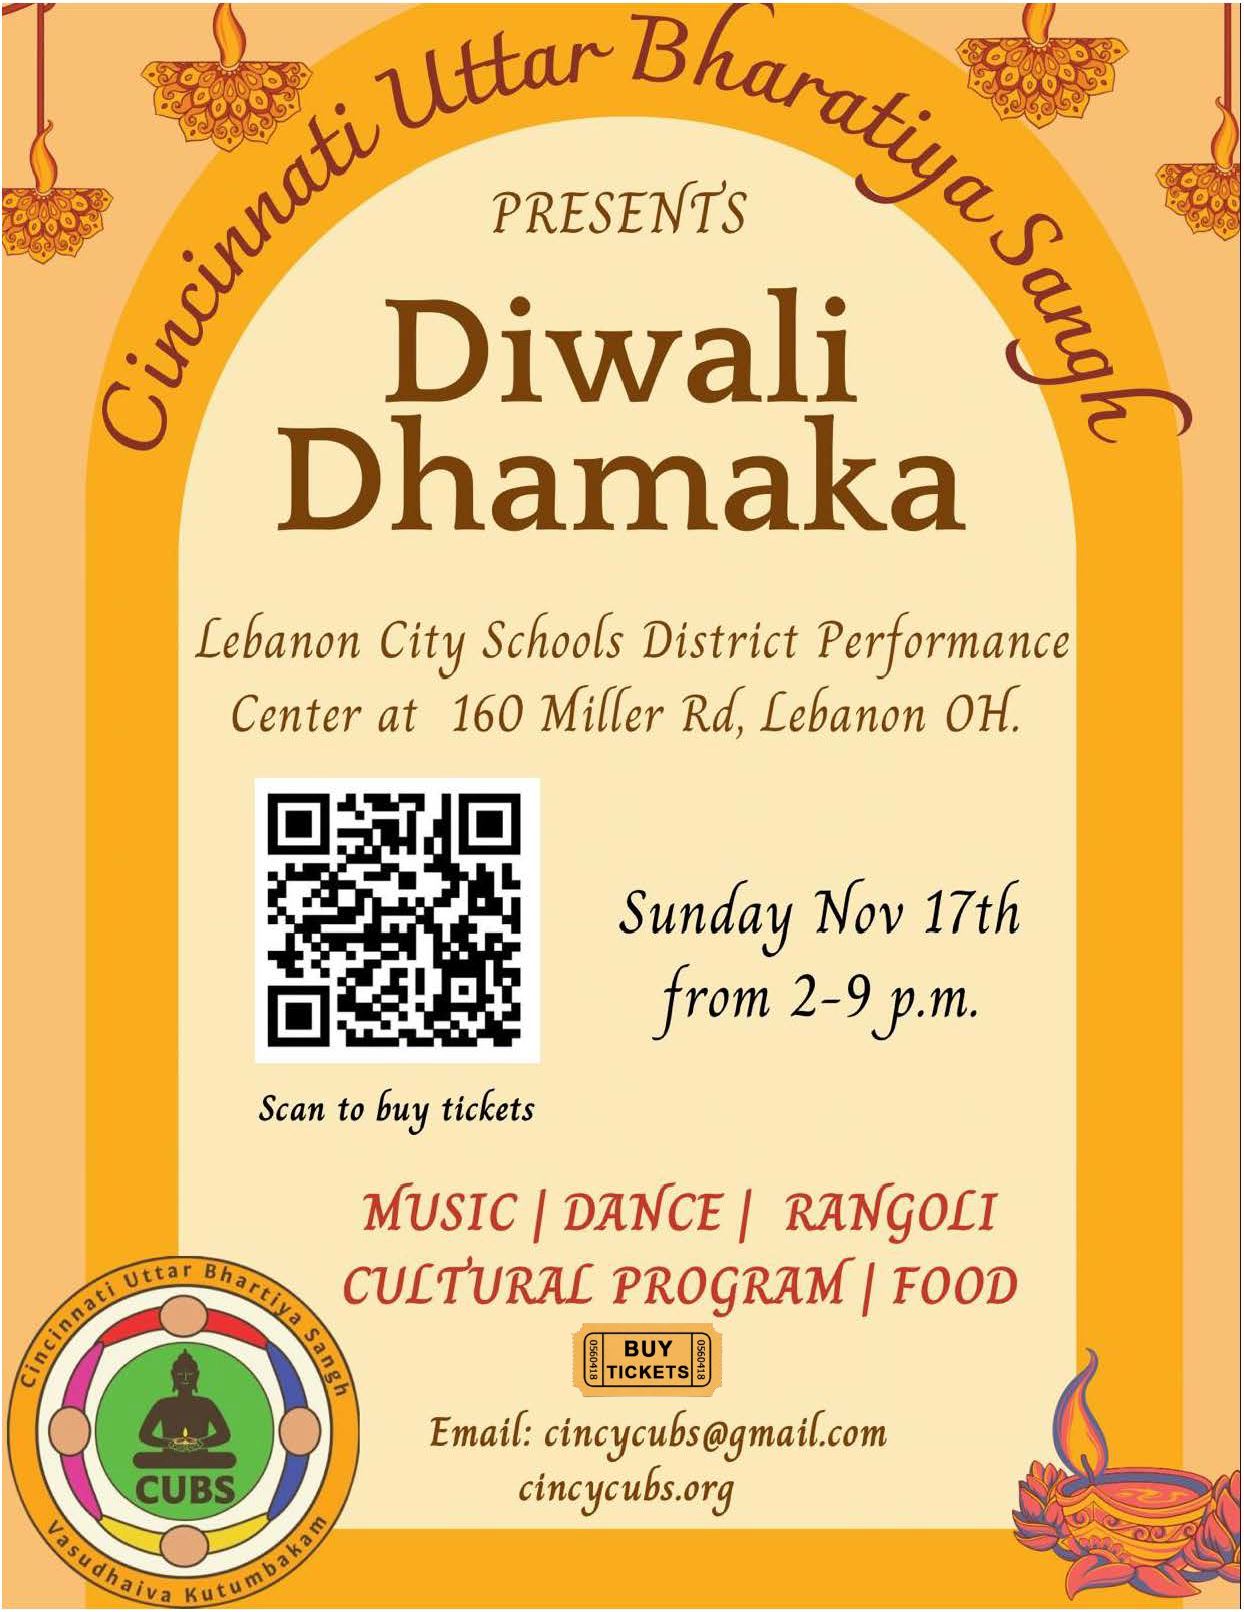 Cincinnati Uttar Bharatiya Sangh
PRESENTS
Diwali
Dhamaka
Lebanon City Schools District Performance
Center at 160 Miller Rd, Lebanon OH.
Sunday Nov 17th
from 2-9 p.m.
Scan to buy tickets
MUSIC | DANCE | RANGOLI
CULTURAL PROGRAM | FOOD
0560418
BUY
TICKETS
0560418
Email: cincycubs@gmail.com
cincycubs.org
Cincinnati Uttar Bhartiya Sangh
CUBS
Vasudhaiva Kutumbakam